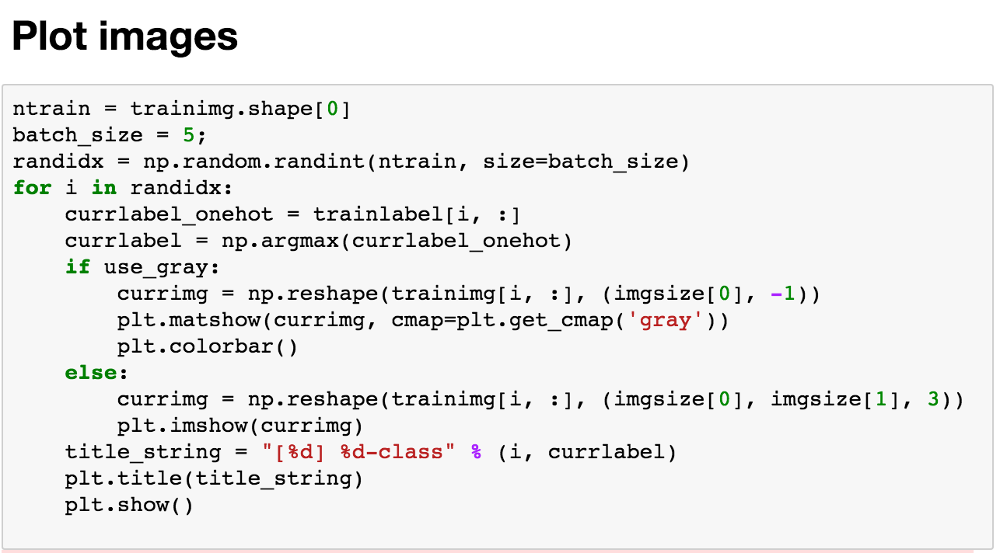 Plot images
ntrain = trainimg.shape[0]
batch_size = 5;
randidx = np.random.randint(ntrain, size=batch_size)
for i in randidx:
    currlabel_onehot = trainlabel[i, :]
    currlabel = np.argmax(currlabel_onehot)
    if use_gray:
        currimg = np.reshape(trainimg[i, :], (imgsize[0], -1))
        plt.matshow(currimg, cmap=plt.get_cmap('gray'))
        plt.colorbar()
    else:
        currimg = np.reshape(trainimg[i, :], (imgsize[0], imgsize[1], 3))
        plt.imshow(currimg)
    title_string = "[%d] %d-class" % (i, currlabel)
    plt.title(title_string)
    plt.show()